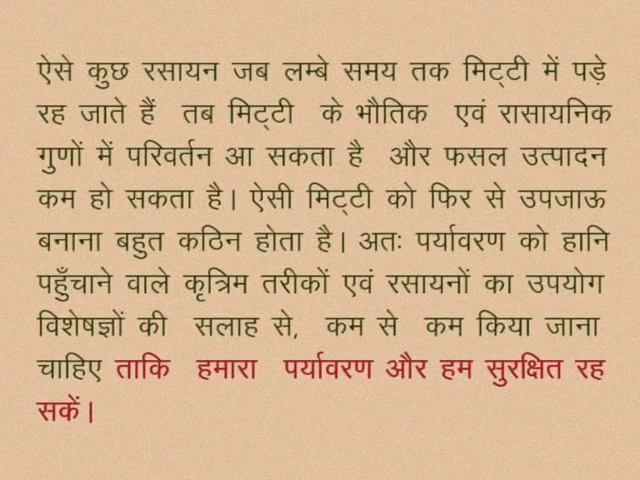 ऐसे कुछ रसायन जब लम्बे समय तक मिट्टी में पड़े
रह जाते हैं तब मिट्टी के भौतिक एवं रासायनिक
गुणों में परिवर्तन आ सकता है और फसल उत्पादन
कम हो सकता है। ऐसी मिट्टी को फिर से उपजाऊ
बनाना बहुत कठिन होता है। अतः पर्यावरण को हानि
पहुँचाने वाले कृत्रिम तरीकों एवं रसायनों का उपयोग
विशेषज्ञों की सलाह से, कम से कम किया जाना
चाहिए ताकि हमारा पर्यावरण और हम सुरक्षित रह
सकें।